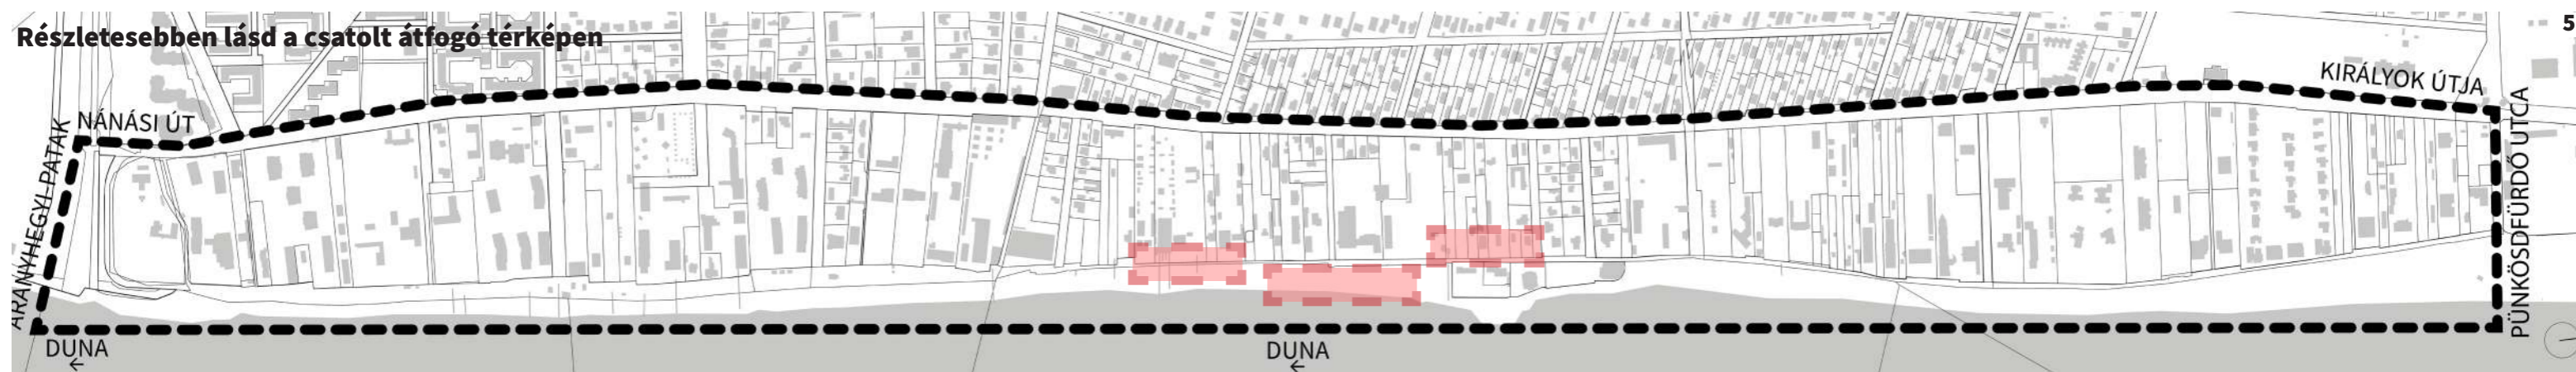 Részletesebben lásd a csatolt átfogó térképen
5
NÁNÁSI ÚT
KIRÁLYOK ÚTJA
ARANYHEGYI PATAK
PÜNKÖSDFÜRDŐ UTCA
DUNA
←
DUNA
←